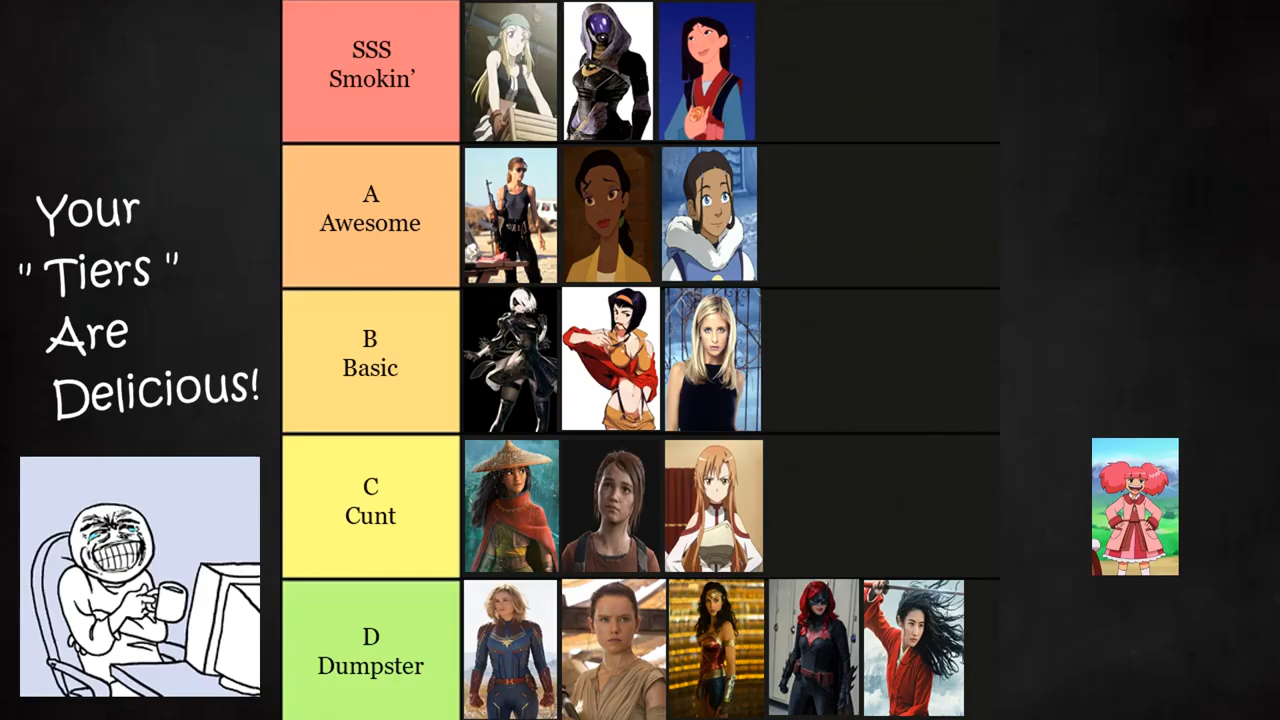 Your
" Tiers "
Are
Delicious!
SSS
Smokin’
A
Awesome
B
Basic
C
Cunt
D
Dumpster